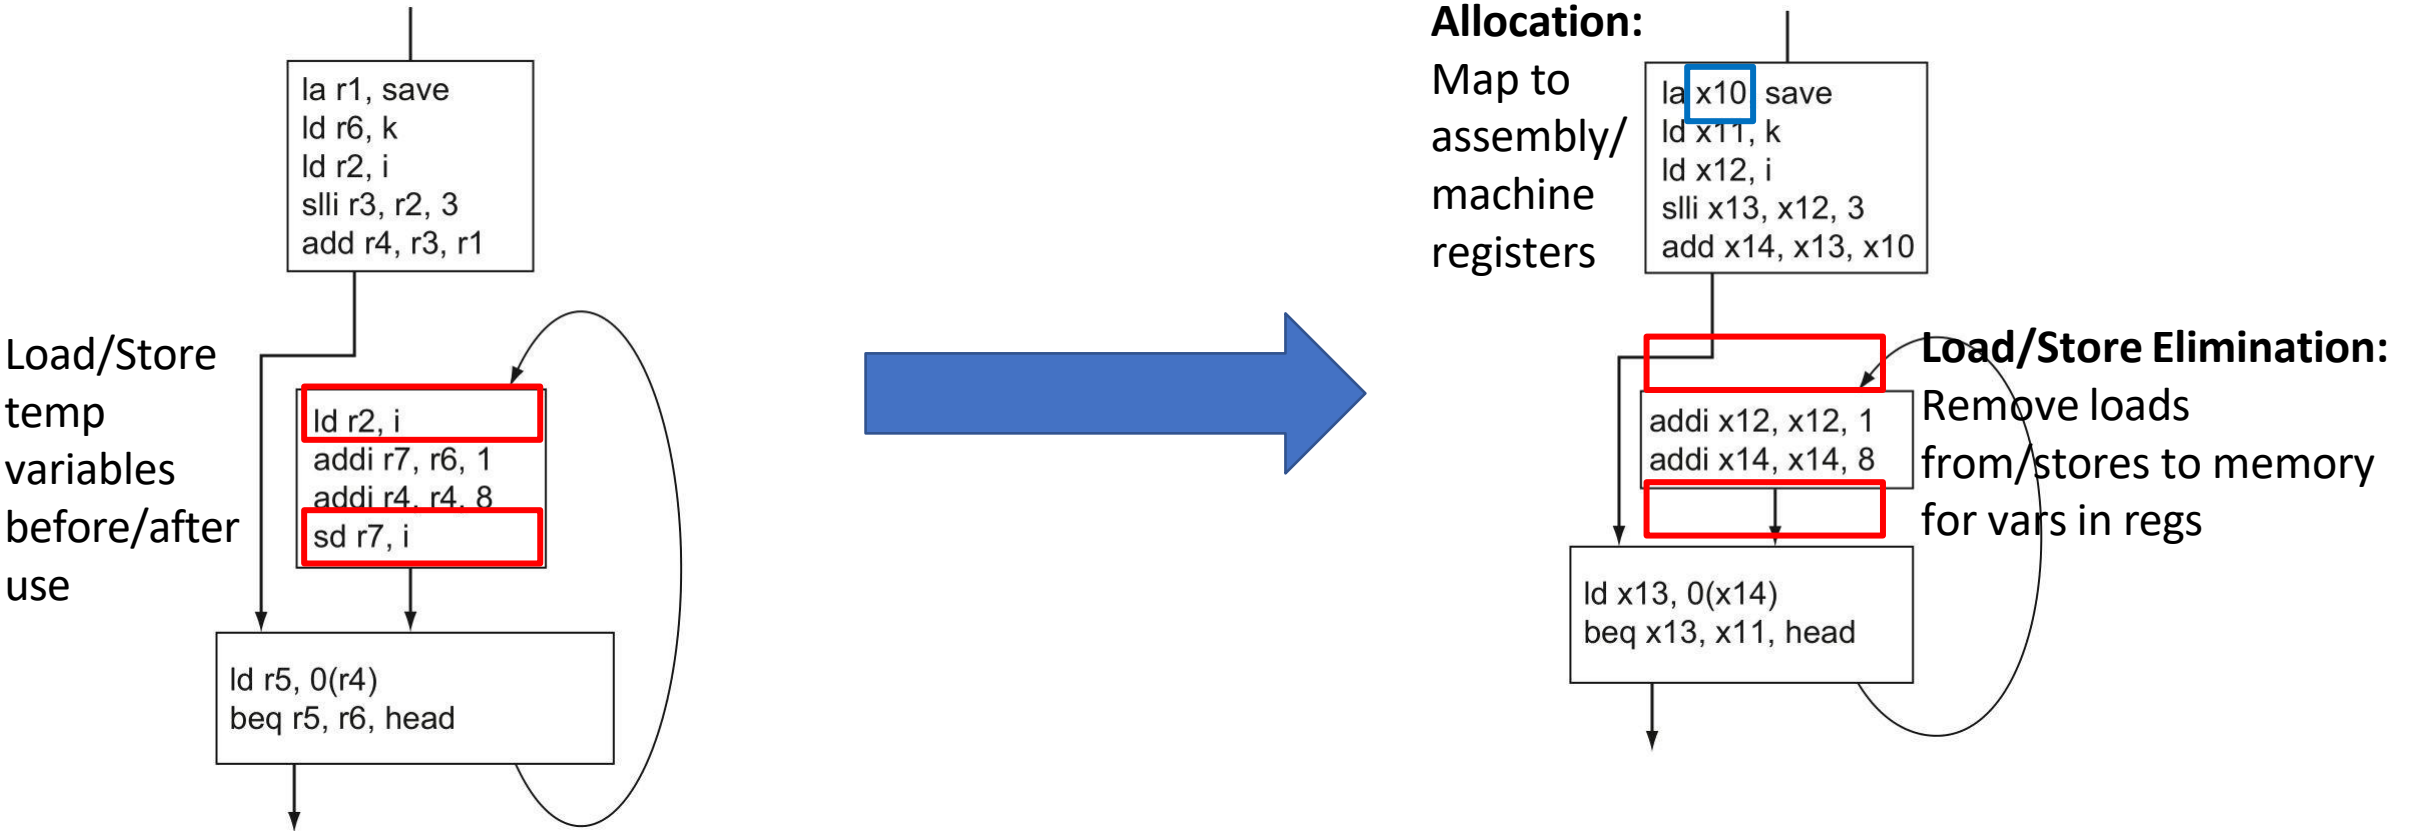 la r1, save
ld r6, k
ld r2, i
slli r3, r2, 3
add r4, r3, r1
Load/Store
temp
variables
before/after
use
ld r2, i
addi r7, r6, 1
addi r4, r4, 8
sd r7, i
ld r5, 0(r4)
beq r5, r6, head
Allocation:
Map to
assembly/
machine
registers
la x10, save
ld x11, k
ld x12, i
slli x13, x12, 3
add x14, x13, x10
Load/Store Elimination:
Remove loads
from/stores to memory
for vars in regs
addi x12, x12, 1
addi x14, x14, 8
ld x13, 0(x14)
beq x13, x11, head